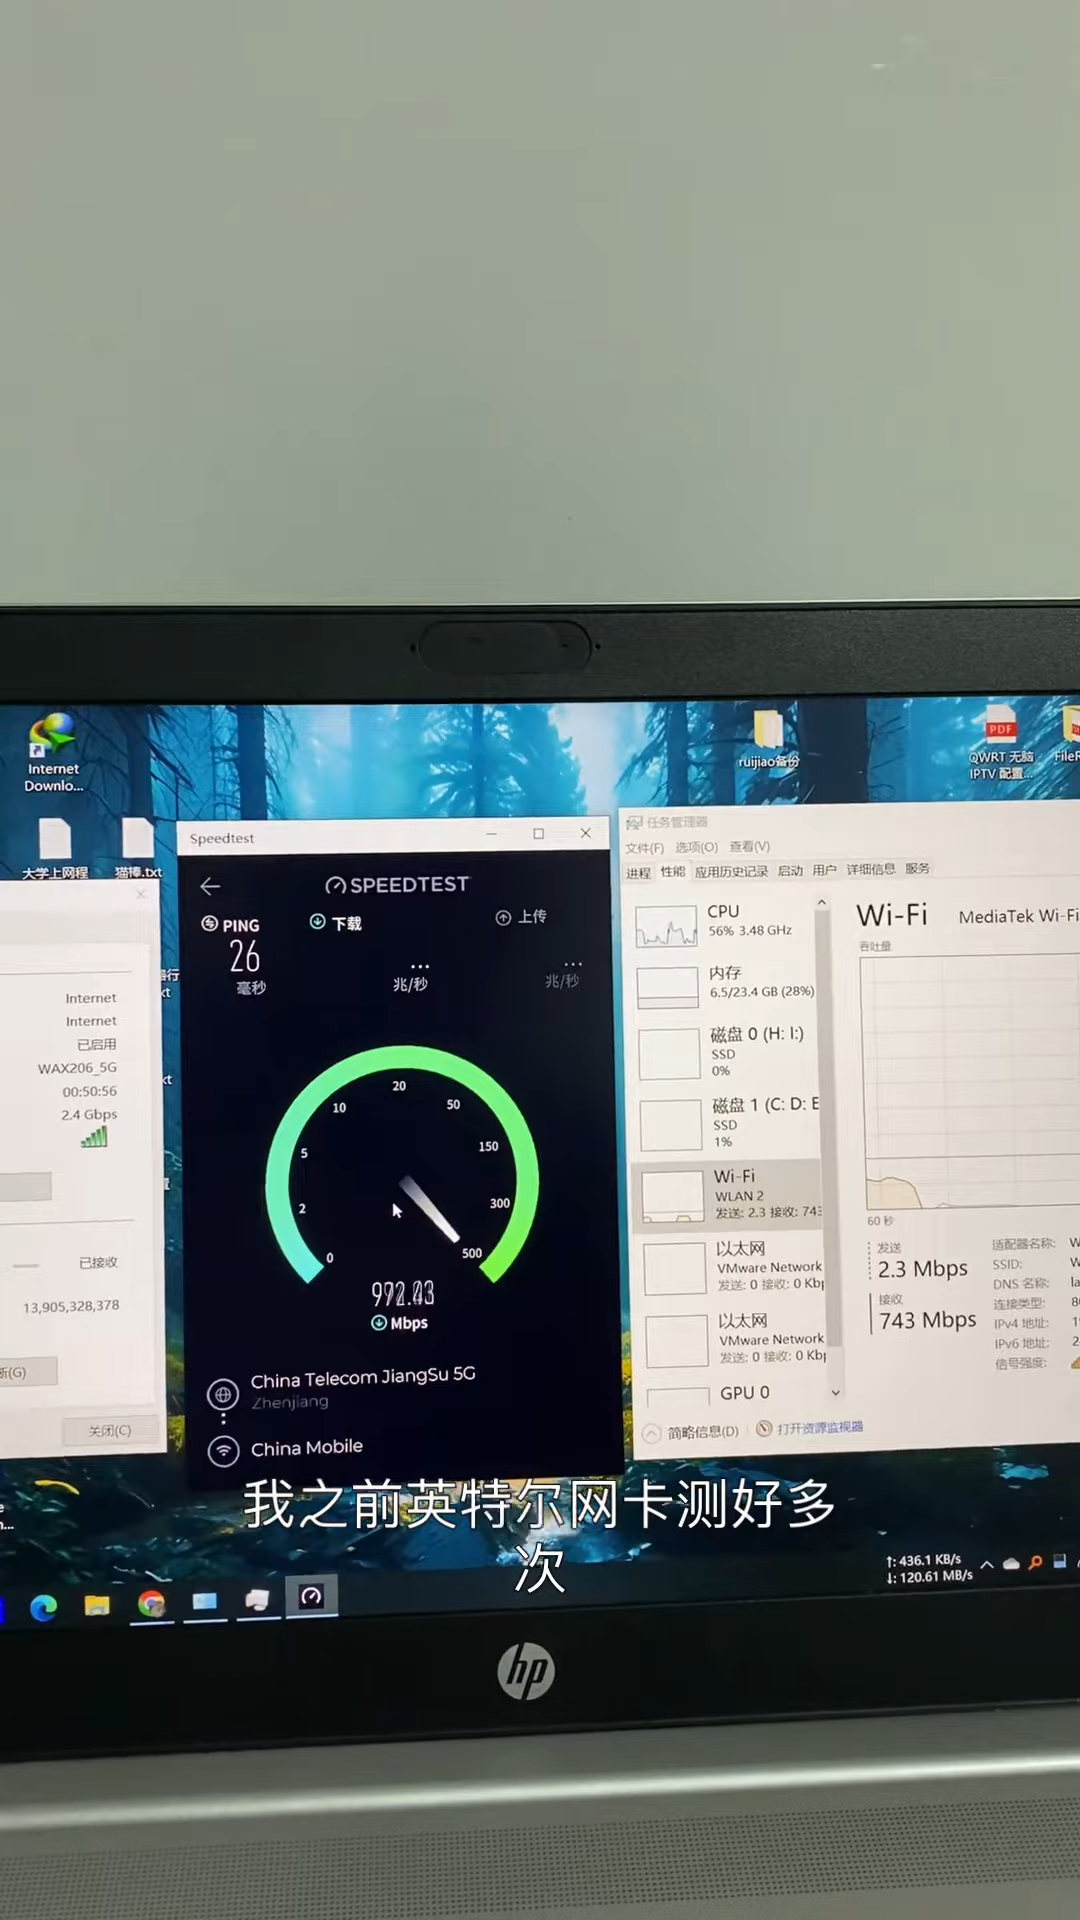 Internet
Downlo...
大学上网程
猫棒.txt
ruijiao备份
PDF
QWRT 无脑
IPTV 配置...
Internet
Internet
已启用
WAX206_5G
00:50:56
2.4 Gbps
已接收
13,905,328,378
关闭(C)
Speedtest
SPEEDTEST
PING
26
毫秒
下载
...
兆/秒
上传
...
兆/秒
0
2
5
10
20
50
150
300
500
Mbps
China Telecom JiangSu 5G
Zhenjiang
China Mobile
任务管理器
文件(F) 选项(O) 查看(V)
进程 性能 应用历史记录 启动 用户 详细信息 服务
CPU
56% 3.48 GHz
内存
6.5/23.4 GB (28%)
磁盘 0 (H: I:)
SSD
0%
磁盘 1 (C: D: E
SSD
1%
Wi-Fi
WLAN 2
发送: 2.3 接收: 743
以太网
VMware Network
发送: 0 接收: 0 Kbp
以太网
VMware Network
发送: 0 接收: 0 Kbp
GPU 0
简略信息(D)
打开资源监视器
Wi-Fi
MediaTek Wi-Fi
吞吐量
60 秒
发送
2.3 Mbps
接收
743 Mbps
适配器名称:
SSID:
DNS 名称:
连接类型:
IPv4 地址:
IPv6 地址:
信号强度:
我之前英特尔网卡测好多
次
↑: 436.1 KB/s
↓: 120.61 MB/s
hp